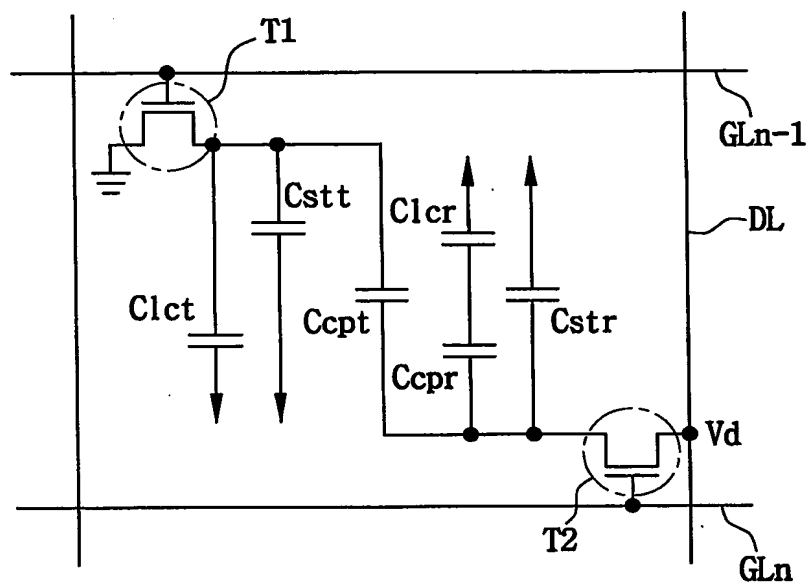 T1
GLn-1
Cstt
Clcr
DL
Clct
Ccpt
Cstr
Ccpr
Vd
T2
GLn